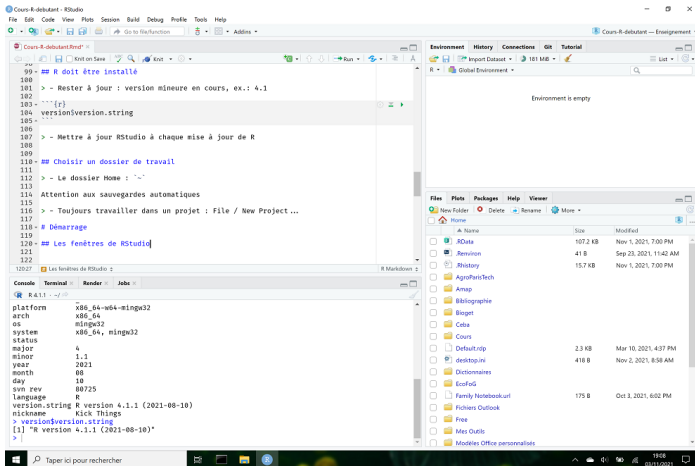 Cours-R-debutant - RStudio
File Edit Code View Plots Session Build Debug Profile Tools Help
Go to file/function
Addins
Cours-R-debutant — Enseignement
Cours-R-debutant.Rmd*
Knit on Save
Knit
Run
99 ## R doit être installé
100
101 > - Rester à jour : version mineure en cours, ex.: 4.1
102
103 ```{r}
104 version$version.string
105 ```
106
107 > - Mettre à jour RStudio à chaque mise à jour de R
108
109
110 ## Choisir un dossier de travail
111
112 > - Le dossier Home : `~`
113
114 Attention aux sauvegardes automatiques
115
116 > - Toujours travailler dans un projet : File / New Project...
117
118 # Démarrage
119
120 ## Les fenêtres de RStudio
121
122
120:27 Les fenêtres de RStudio R Markdown
Console Terminal Render Jobs
R 4.1.1 · ~/
platform x86_64-w64-mingw32
arch x86_64
os mingw32
system x86_64, mingw32
status
major 4
minor 1.1
year 2021
month 08
day 10
svn rev 80725
language R
version.string R version 4.1.1 (2021-08-10)
nickname Kick Things
> version$version.string
[1] "R version 4.1.1 (2021-08-10)"
>
Environment History Connections Git Tutorial
Import Dataset 181 MiB List
R Global Environment
Environment is empty
Files Plots Packages Help Viewer
New Folder Delete Rename More
Home
Name Size Modified
.RData 107.2 KB Nov 1, 2021, 7:00 PM
.Renviron 41 B Sep 23, 2021, 11:42 AM
.Rhistory 15.7 KB Nov 1, 2021, 7:00 PM
AgroParisTech
Amap
Bibliographie
Bioget
Ceba
Cours
Default.rdp 2.3 KB Mar 10, 2021, 4:37 PM
desktop.ini 418 B Nov 2, 2021, 8:58 AM
Dictionnaires
EcoFoG
Family Notebook.url 175 B Oct 3, 2021, 6:02 PM
Fichiers Outlook
Free
Mes Outils
Modèles Office personnalisés
Taper ici pour rechercher
19:08
03/11/2021